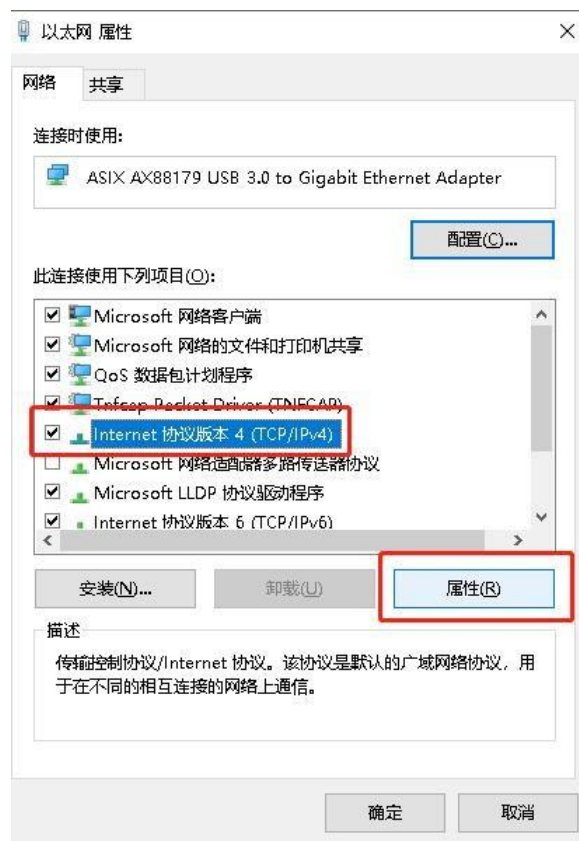 以太网 属性
网络 共享
连接时使用:
ASIX AX88179 USB 3.0 to Gigabit Ethernet Adapter
配置(C)...
此连接使用下列项目(O):
Microsoft 网络客户端
Microsoft 网络的文件和打印机共享
QoS 数据包计划程序
Tnfcap Packet Driver (TNFCAP)
Internet 协议版本 4 (TCP/IPv4)
Microsoft 网络适配器多路传送器协议
Microsoft LLDP 协议驱动程序
Internet 协议版本 6 (TCP/IPv6)
安装(N)... 卸载(U) 属性(R)
描述
传输控制协议/Internet 协议。该协议是默认的广域网络协议，用
于在不同的相互连接的网络上通信。
确定 取消